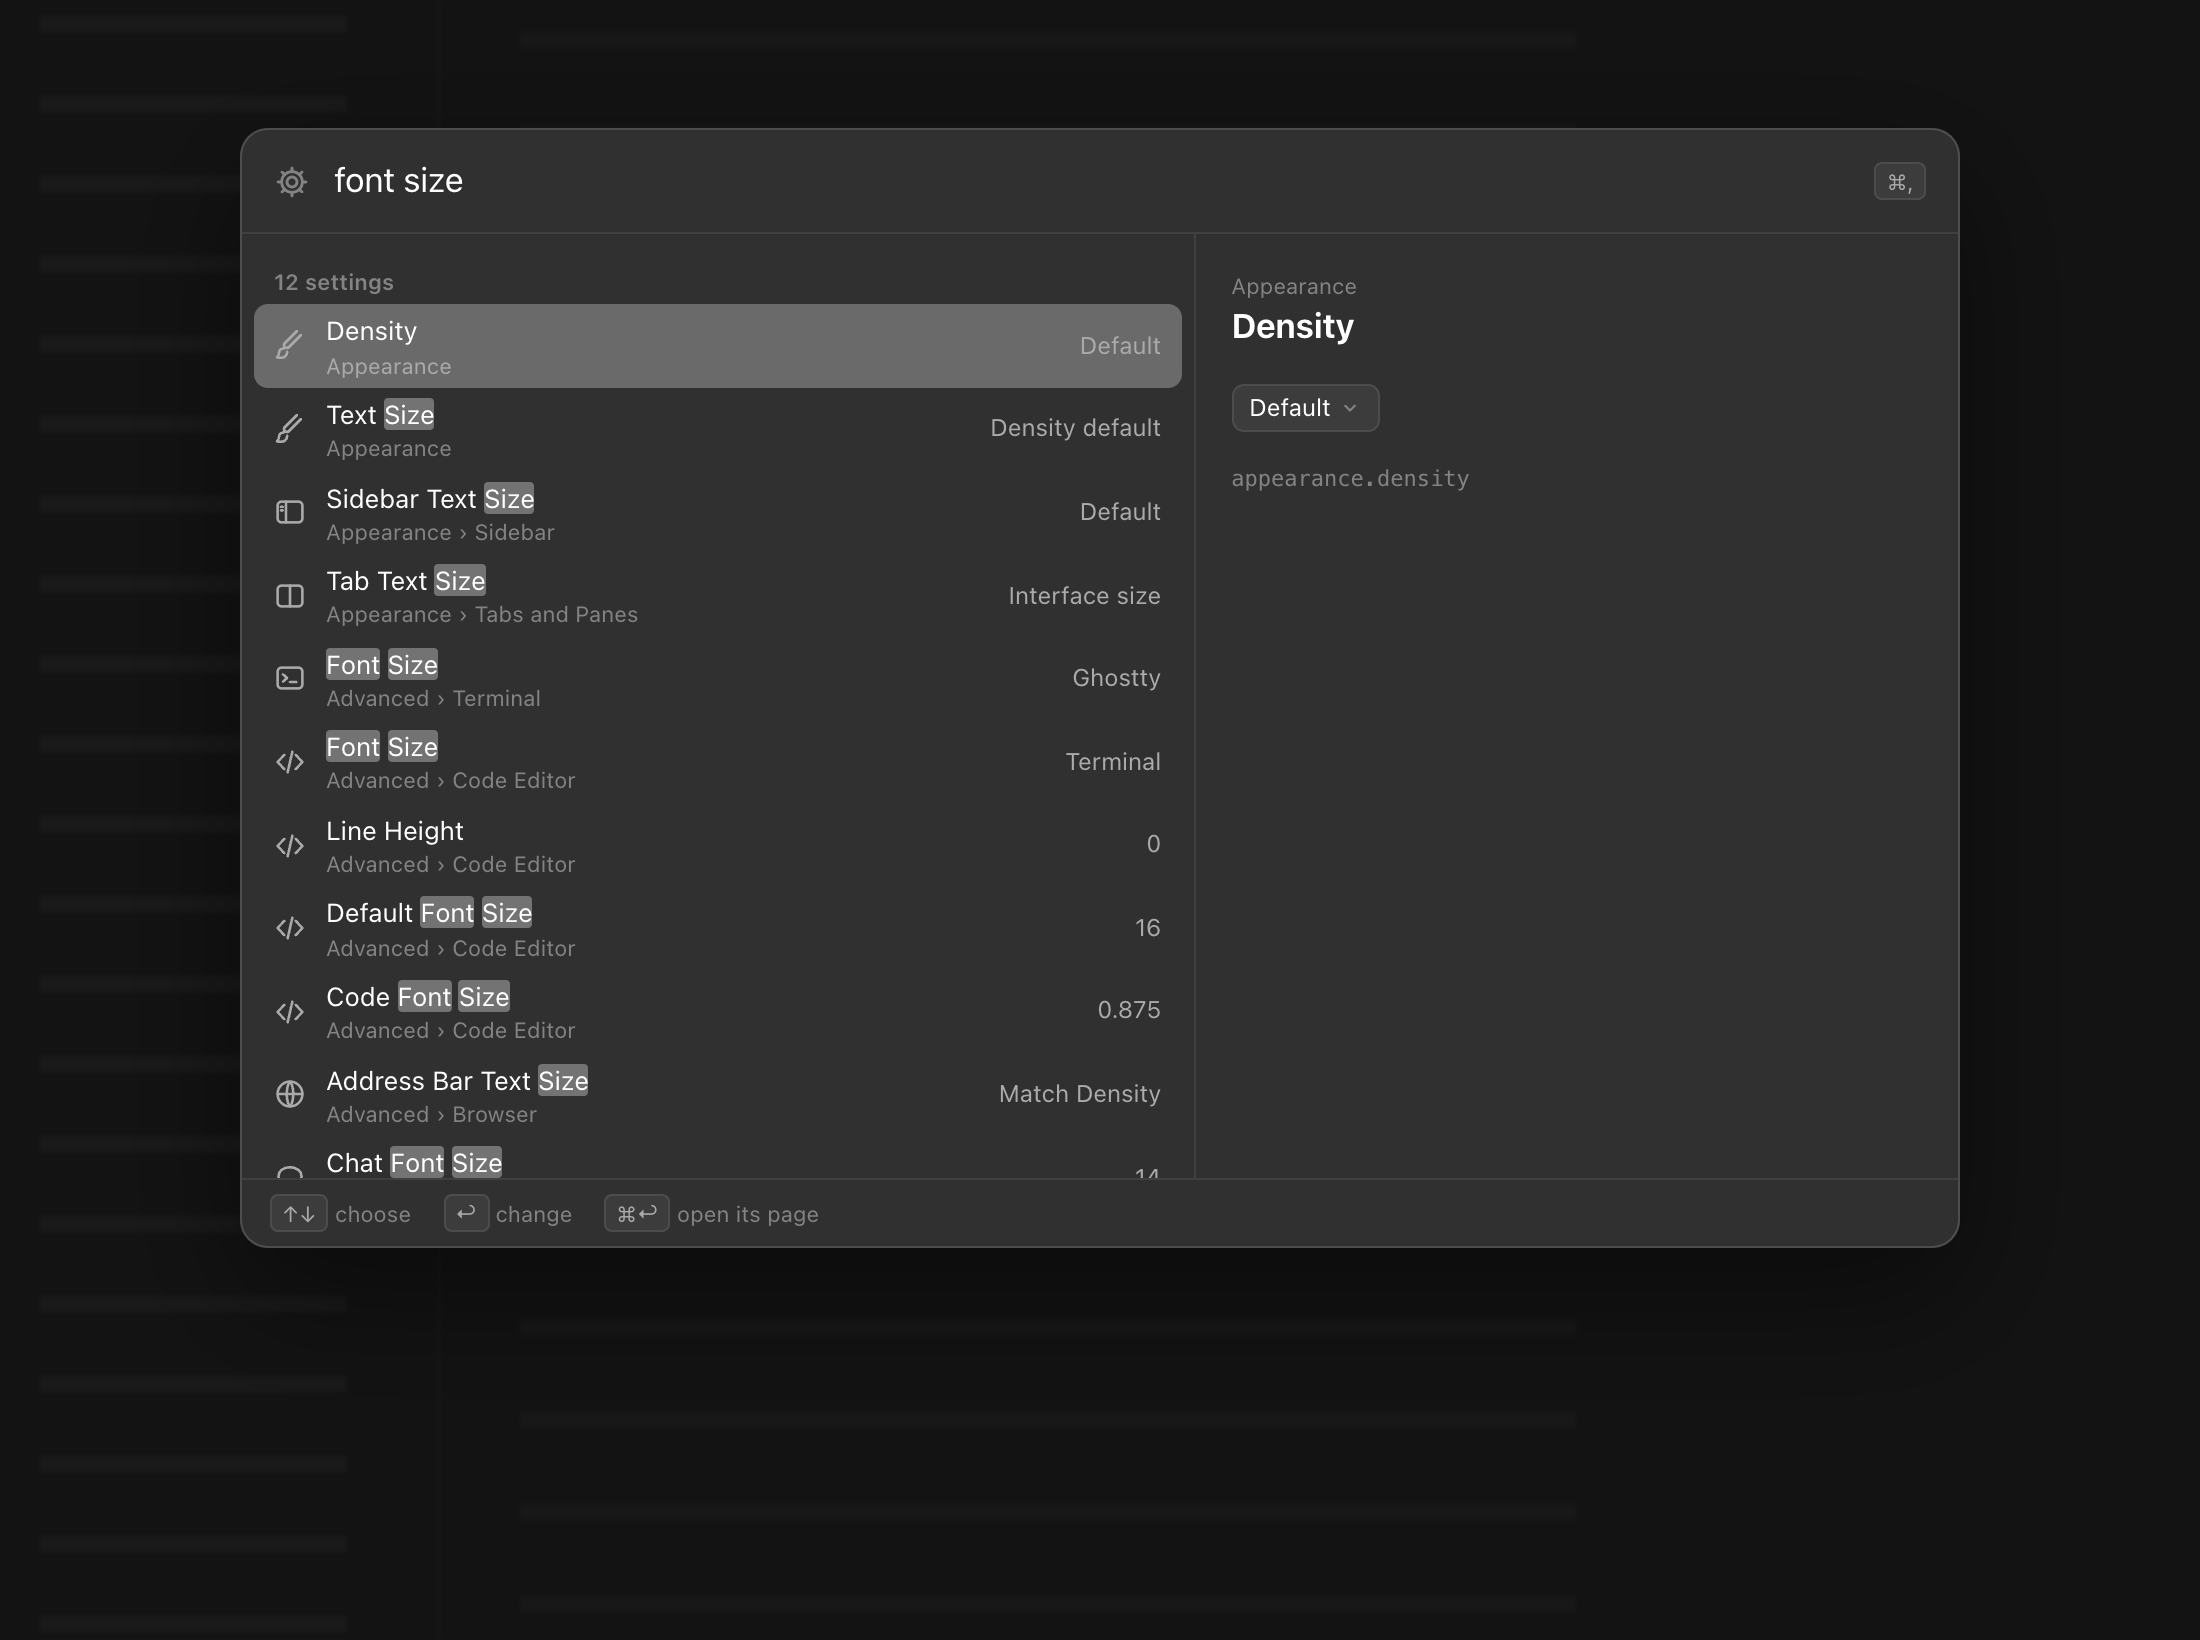 font size
⌘,
12 settings
Density
Appearance
Default
Text Size
Appearance
Density default
Sidebar Text Size
Appearance › Sidebar
Default
Tab Text Size
Appearance › Tabs and Panes
Interface size
Font Size
Advanced › Terminal
Ghostty
Font Size
Advanced › Code Editor
Terminal
Line Height
Advanced › Code Editor
0
Default Font Size
Advanced › Code Editor
16
Code Font Size
Advanced › Code Editor
0.875
Address Bar Text Size
Advanced › Browser
Match Density
Chat Font Size
14
Appearance
Density
Default
appearance.density
↑↓ choose ↩ change ⌘↩ open its page